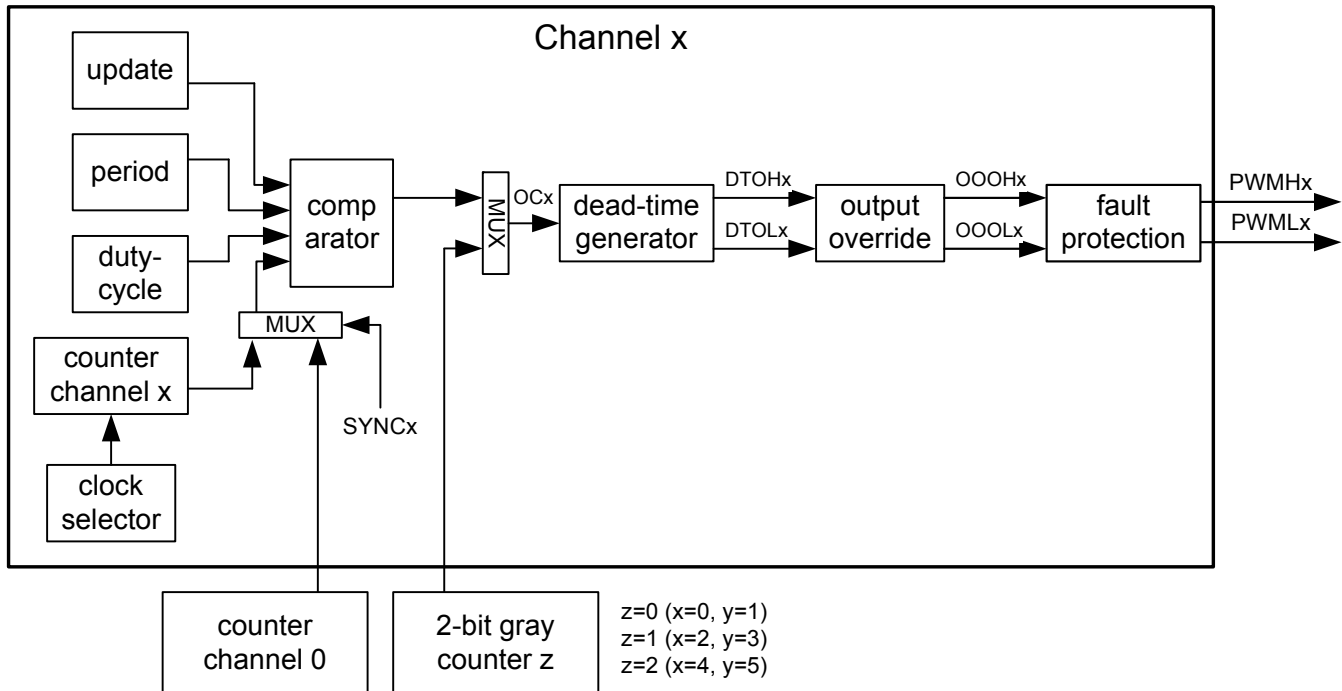 Channel x
update
period
duty-
cycle
counter
channel x
clock
selector
comp
arator
MUX
SYNCx
MUX
OCx
dead-time
generator
DTOHx
DTOLx
output
override
OOOHx
OOOLx
fault
protection
PWMHx
PWMLx
counter
channel 0
2-bit gray
counter z
z=0 (x=0, y=1)
z=1 (x=2, y=3)
z=2 (x=4, y=5)